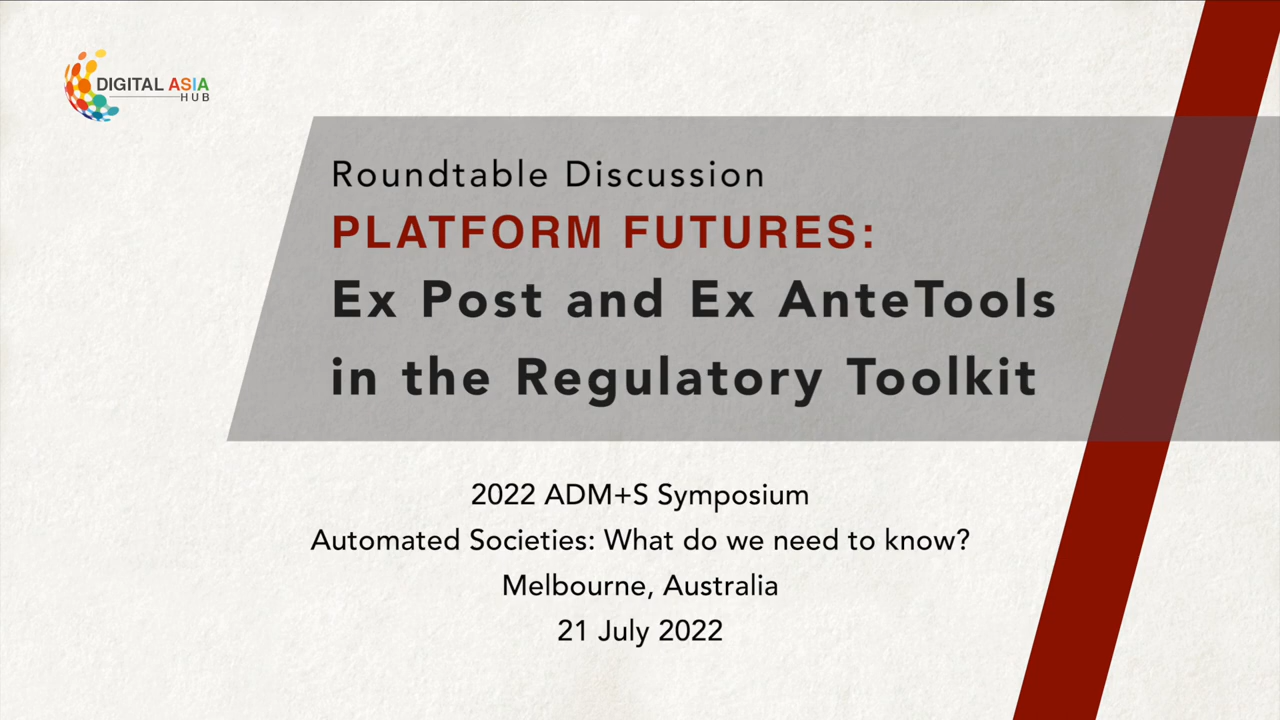 DIGITAL ASIA
HUB
Roundtable Discussion
PLATFORM FUTURES:
Ex Post and Ex AnteTools
in the Regulatory Toolkit
2022 ADM+S Symposium
Automated Societies: What do we need to know?
Melbourne, Australia
21 July 2022